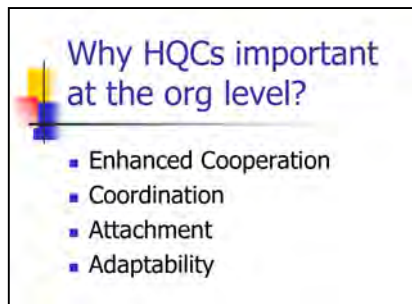 Why HQCs important
at the org level?
Enhanced Cooperation
Coordination
Attachment
Adaptability